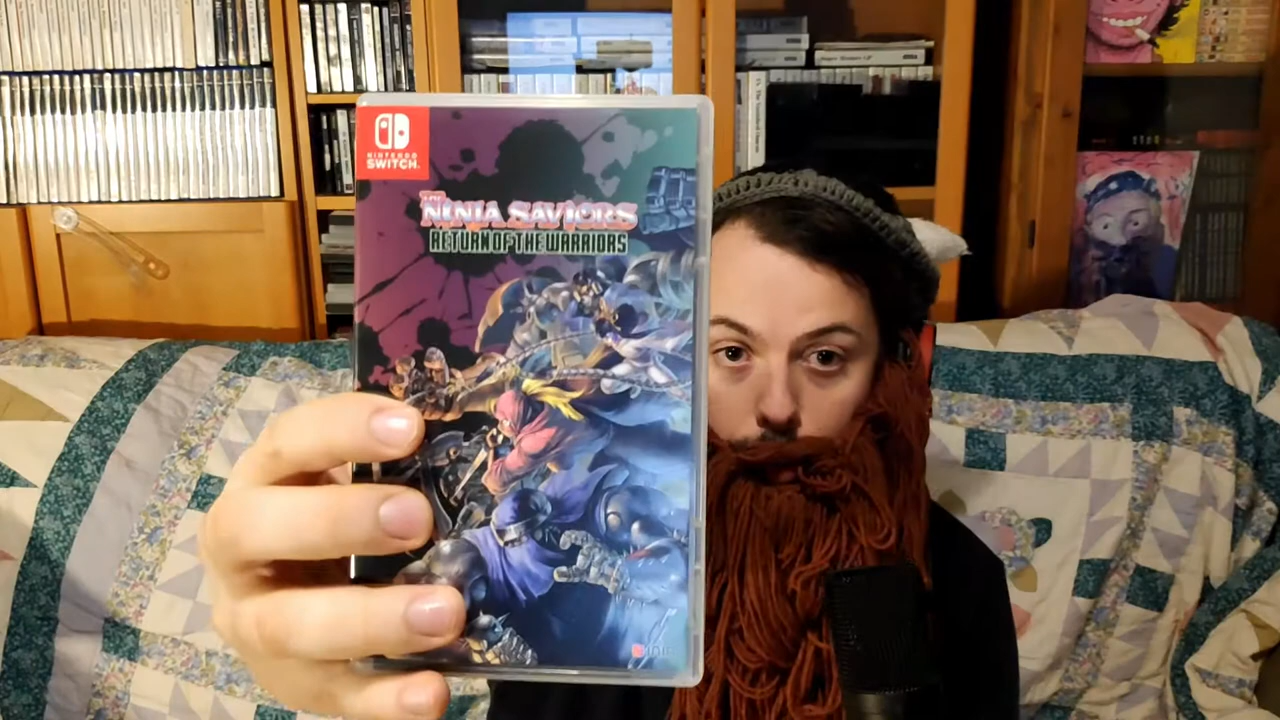 NINTENDO
SWITCH
THE
NINJA SAVIORS
RETURN OF THE WARRIORS